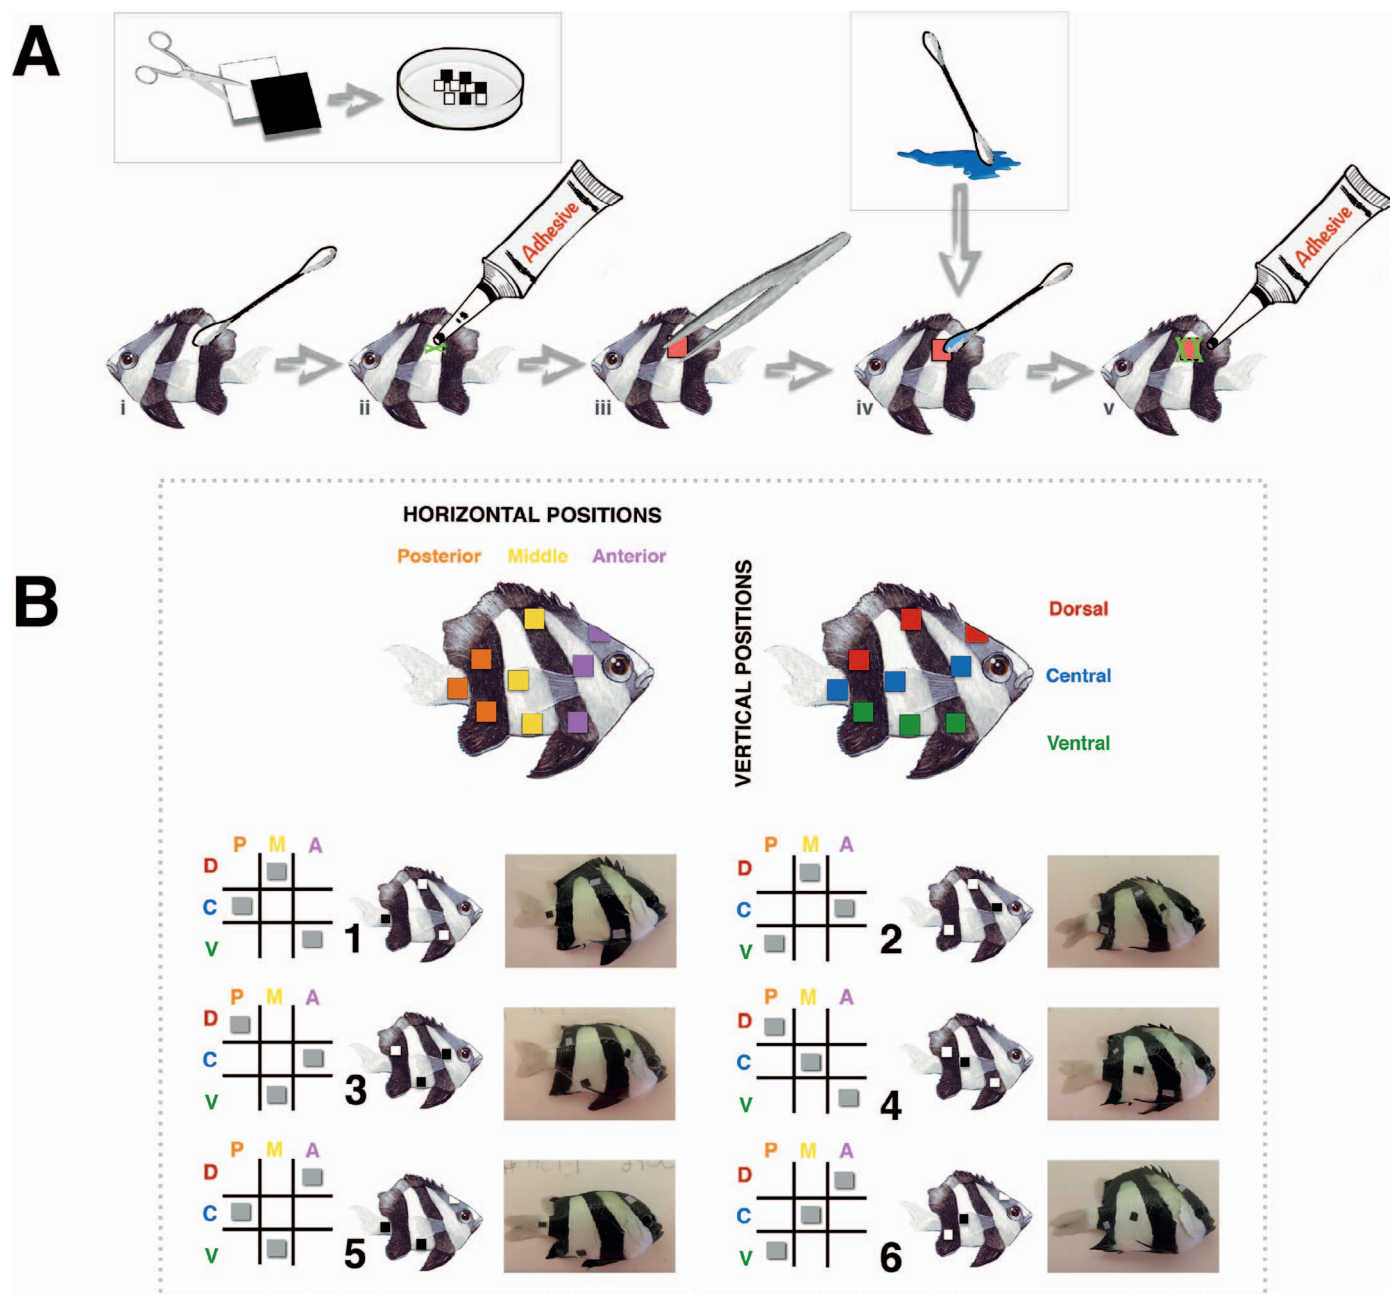 A
Adhesive
Adhesive
i
ii
iii
iv
v
B
HORIZONTAL POSITIONS
Posterior Middle Anterior
VERTICAL POSITIONS
Dorsal
Central
Ventral
P M A
D
C
V
1
P M A
D
C
V
2
P M A
D
C
V
3
P M A
D
C
V
4
P M A
D
C
V
5
P M A
D
C
V
6